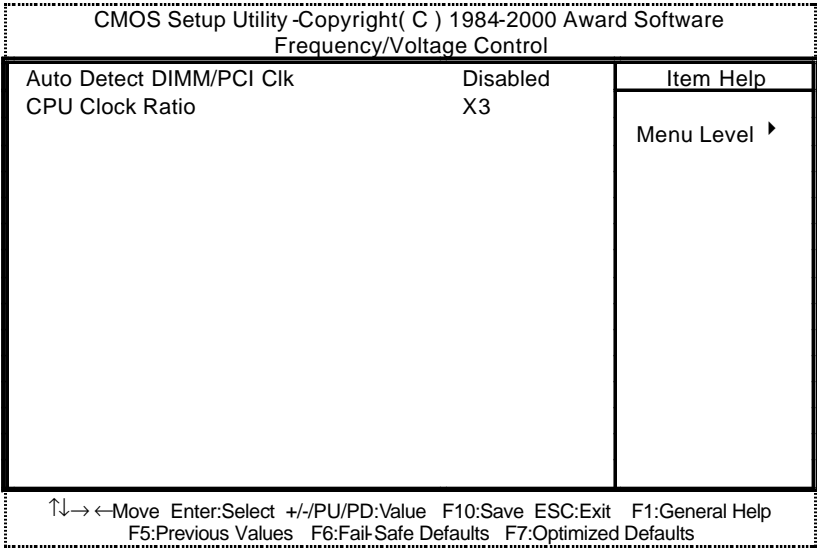 CMOS Setup Utility -Copyright( C ) 1984-2000 Award Software
Frequency/Voltage Control
Auto Detect DIMM/PCI Clk Disabled
CPU Clock Ratio X3
Item Help
Menu Level
↑↓→←Move Enter:Select +/-/PU/PD:Value F10:Save ESC:Exit F1:General Help
F5:Previous Values F6:Fail-Safe Defaults F7:Optimized Defaults